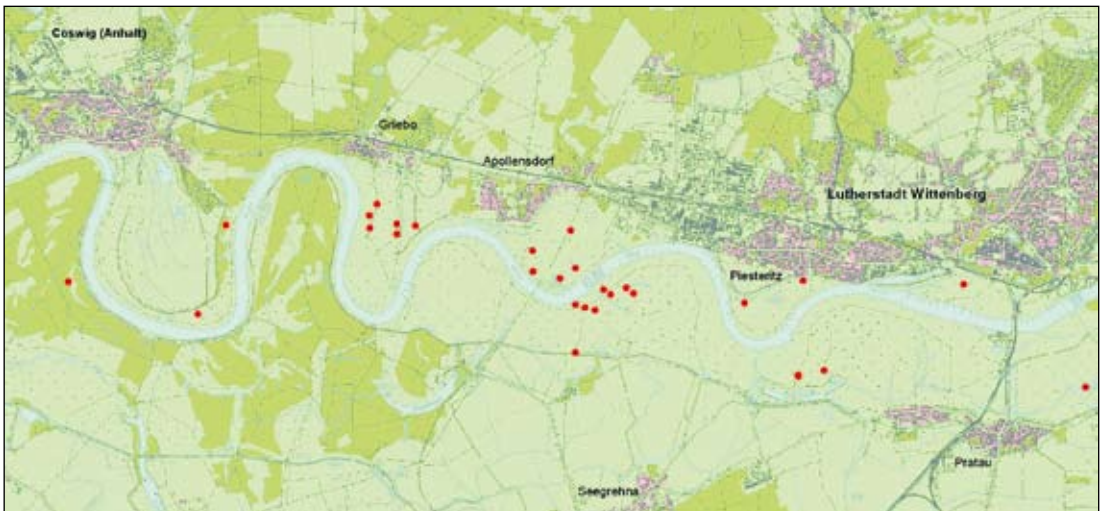 Coswig (Anhalt)
Griebo
Apollensdorf
Lutherstadt Wittenberg
Piesteritz
Pratau
Seegrehna